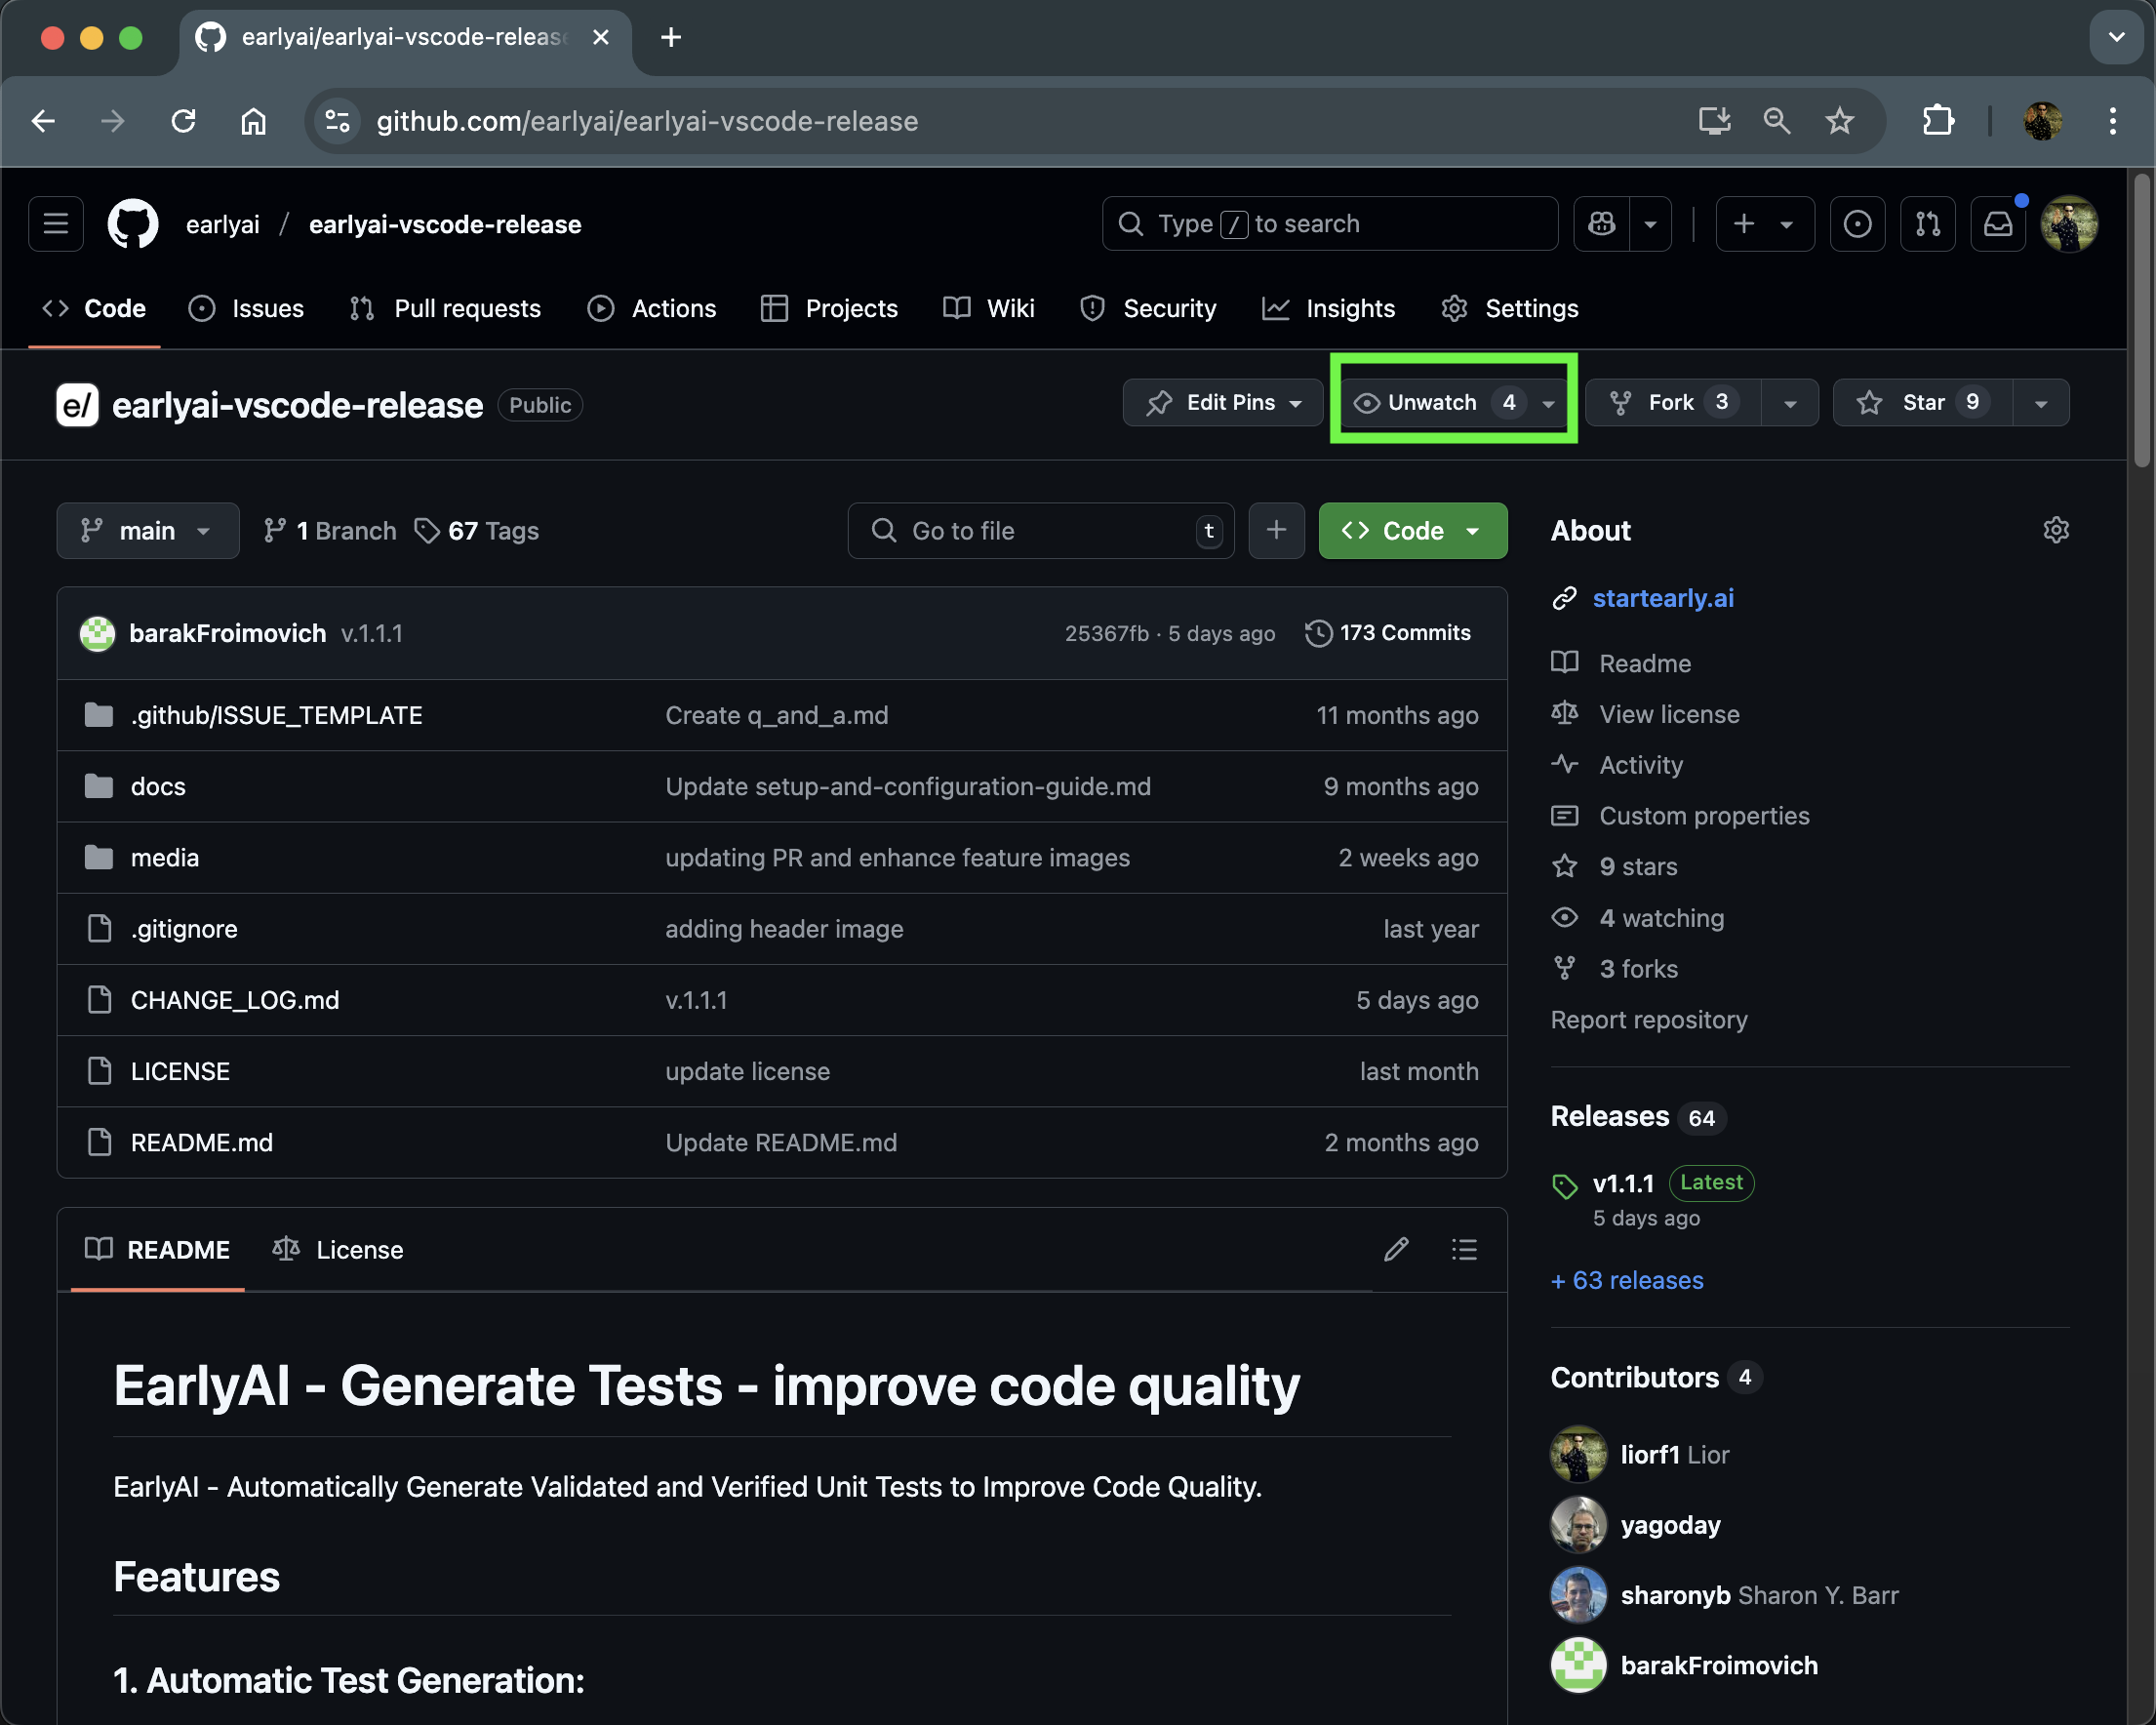 earlyai/earlyai-vscode-release
github.com/earlyai/earlyai-vscode-release
earlyai / earlyai-vscode-release
Type / to search
Code Issues Pull requests Actions Projects Wiki Security Insights Settings
e/ earlyai-vscode-release Public
Edit Pins Unwatch 4 Fork 3 Star 9
main 1 Branch 67 Tags
Go to file t
Code
barakFroimovich v.1.1.1 25367fb · 5 days ago 173 Commits
.github/ISSUE_TEMPLATE Create q_and_a.md 11 months ago
docs Update setup-and-configuration-guide.md 9 months ago
media updating PR and enhance feature images 2 weeks ago
.gitignore adding header image last year
CHANGE_LOG.md v.1.1.1 5 days ago
LICENSE update license last month
README.md Update README.md 2 months ago
README License
EarlyAI - Generate Tests - improve code quality
EarlyAI - Automatically Generate Validated and Verified Unit Tests to Improve Code Quality.
Features
1. Automatic Test Generation:
About
startearly.ai
Readme
View license
Activity
Custom properties
9 stars
4 watching
3 forks
Report repository
Releases 64
v1.1.1 Latest
5 days ago
+ 63 releases
Contributors 4
liorf1 Lior
yagoday
sharonyb Sharon Y. Barr
barakFroimovich